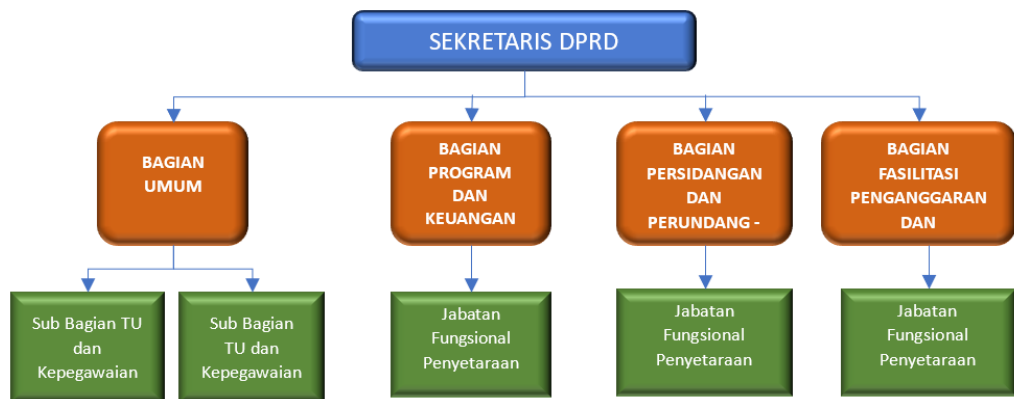 SEKRETARIS DPRD
BAGIAN
UMUM
BAGIAN
PROGRAM
DAN
KEUANGAN
BAGIAN
PERSIDANGAN
DAN
PERUNDANG -
BAGIAN
FASILITASI
PENGANGGARAN
DAN
Sub Bagian TU
dan
Kepegawaian
Sub Bagian
TU dan
Kepegawaian
Jabatan
Fungsional
Penyetaraan
Jabatan
Fungsional
Penyetaraan
Jabatan
Fungsional
Penyetaraan